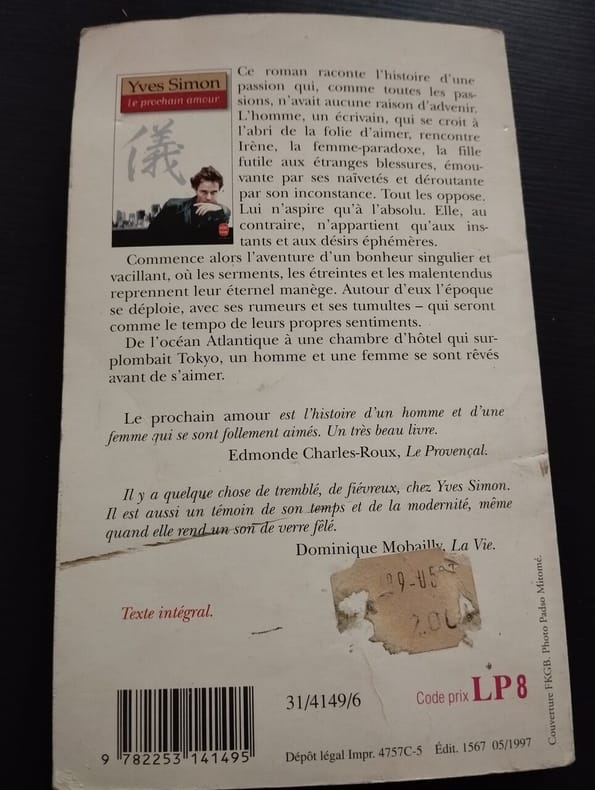 Yves Simon
Le prochain amour
儀
Ce roman raconte l'histoire d'une
passion qui, comme toutes les pas-
sions, n'avait aucune raison d'advenir.
L'homme, un écrivain, qui se croit à
l'abri de la folie d'aimer, rencontre
Irène, la femme-paradoxe, la fille
futile aux étranges blessures, émou-
vante par ses naïvetés et déroutante
par son inconstance. Tout les oppose.
Lui n'aspire qu'à l'absolu. Elle, au
contraire, n'appartient qu'aux ins-
tants et aux désirs éphémères.
Commence alors l'aventure d'un bonheur singulier et
vacillant, où les serments, les étreintes et les malentendus
reprennent leur éternel manège. Autour d'eux l'époque
se déploie, avec ses rumeurs et ses tumultes – qui seront
comme le tempo de leurs propres sentiments.
De l'océan Atlantique à une chambre d'hôtel qui sur-
plombait Tokyo, un homme et une femme se sont rêvés
avant de s'aimer.
Le prochain amour est l'histoire d'un homme et d'une
femme qui se sont follement aimés. Un très beau livre.
Edmonde Charles-Roux, Le Provençal.
Il y a quelque chose de tremblé, de fiévreux, chez Yves Simon.
Il est aussi un témoin de son temps et de la modernité, même
quand elle rend un son de verre fêlé.
Dominique Mobailly, La Vie.
Texte intégral.
31/4149/6
Code prix LP 8
9 782253 141495
Dépôt légal Impr. 4757C-5 Édit. 1567 05/1997
Couverture FKGB. Photo Padso Mitomé.